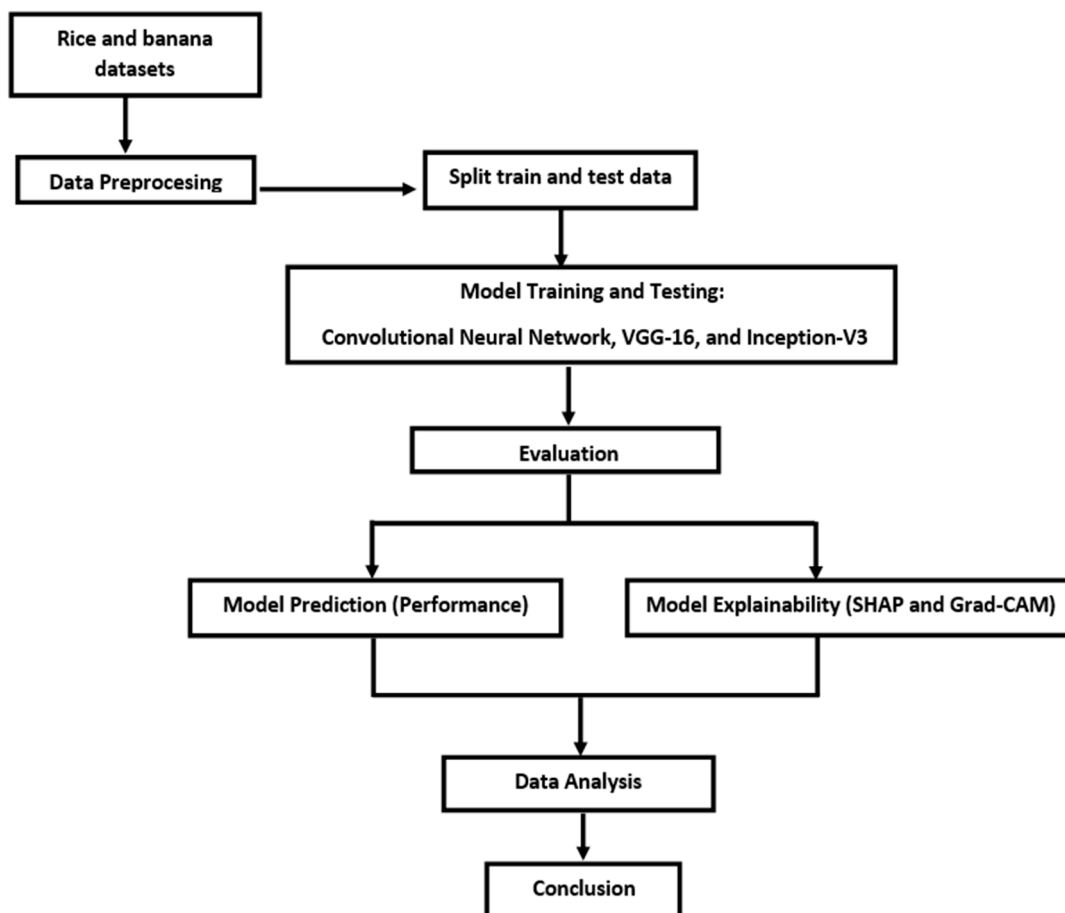 Rice and banana
datasets
Data Preprocesing
Split train and test data
Model Training and Testing:
Convolutional Neural Network, VGG-16, and Inception-V3
Evaluation
Model Prediction (Performance)
Model Explainability (SHAP and Grad-CAM)
Data Analysis
Conclusion